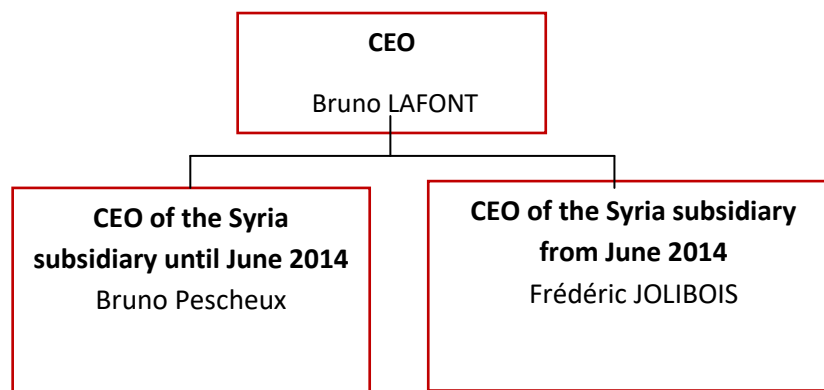 CEO
Bruno LAFONT
CEO of the Syria
subsidiary until June 2014
Bruno Pescheux
CEO of the Syria subsidiary
from June 2014
Frédéric JOLIBOIS